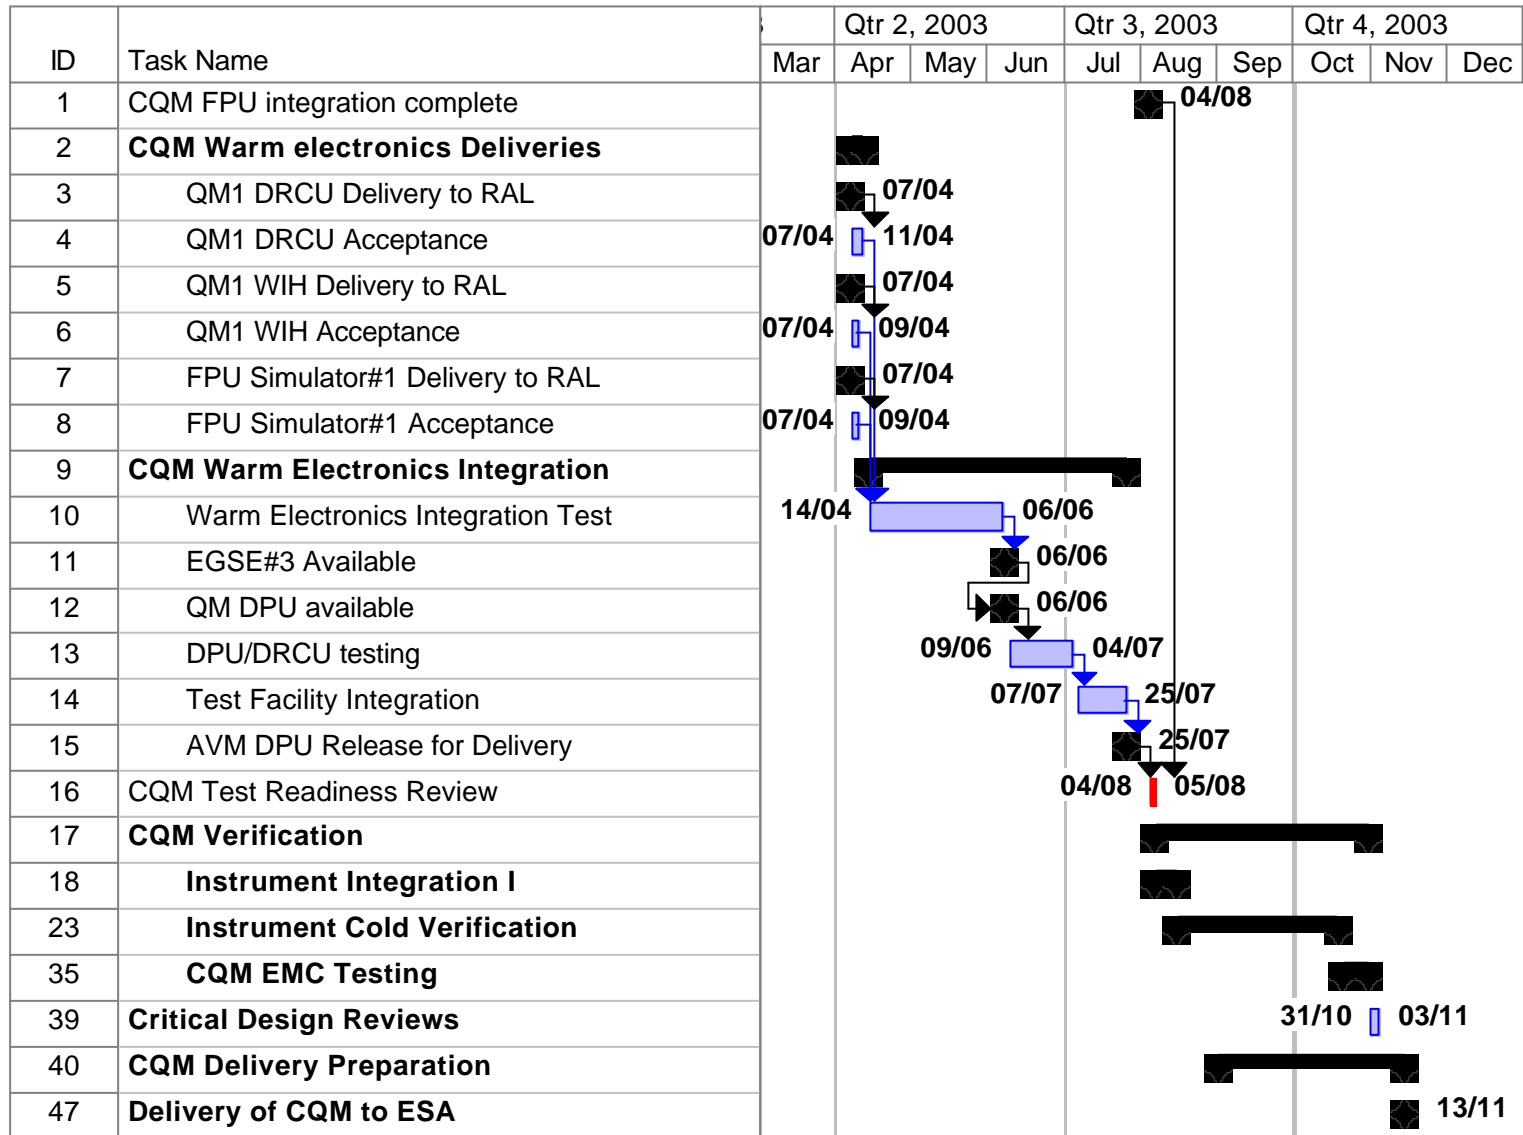 Qtr 2, 2003 Qtr 3, 2003 Qtr 4, 2003
ID Task Name Mar Apr May Jun Jul Aug Sep Oct Nov Dec
1 CQM FPU integration complete 04/08
2 CQM Warm electronics Deliveries
3 QM1 DRCU Delivery to RAL 07/04
4 QM1 DRCU Acceptance 07/04 11/04
5 QM1 WIH Delivery to RAL 07/04
6 QM1 WIH Acceptance 07/04 09/04
7 FPU Simulator#1 Delivery to RAL 07/04
8 FPU Simulator#1 Acceptance 07/04 09/04
9 CQM Warm Electronics Integration
10 Warm Electronics Integration Test 14/04 06/06
11 EGSE#3 Available 06/06
12 QM DPU available 06/06
13 DPU/DRCU testing 09/06 04/07
14 Test Facility Integration 07/07 25/07
15 AVM DPU Release for Delivery 25/07
16 CQM Test Readiness Review 04/08 05/08
17 CQM Verification
18 Instrument Integration I
23 Instrument Cold Verification
35 CQM EMC Testing
39 Critical Design Reviews 31/10 03/11
40 CQM Delivery Preparation
47 Delivery of CQM to ESA 13/11